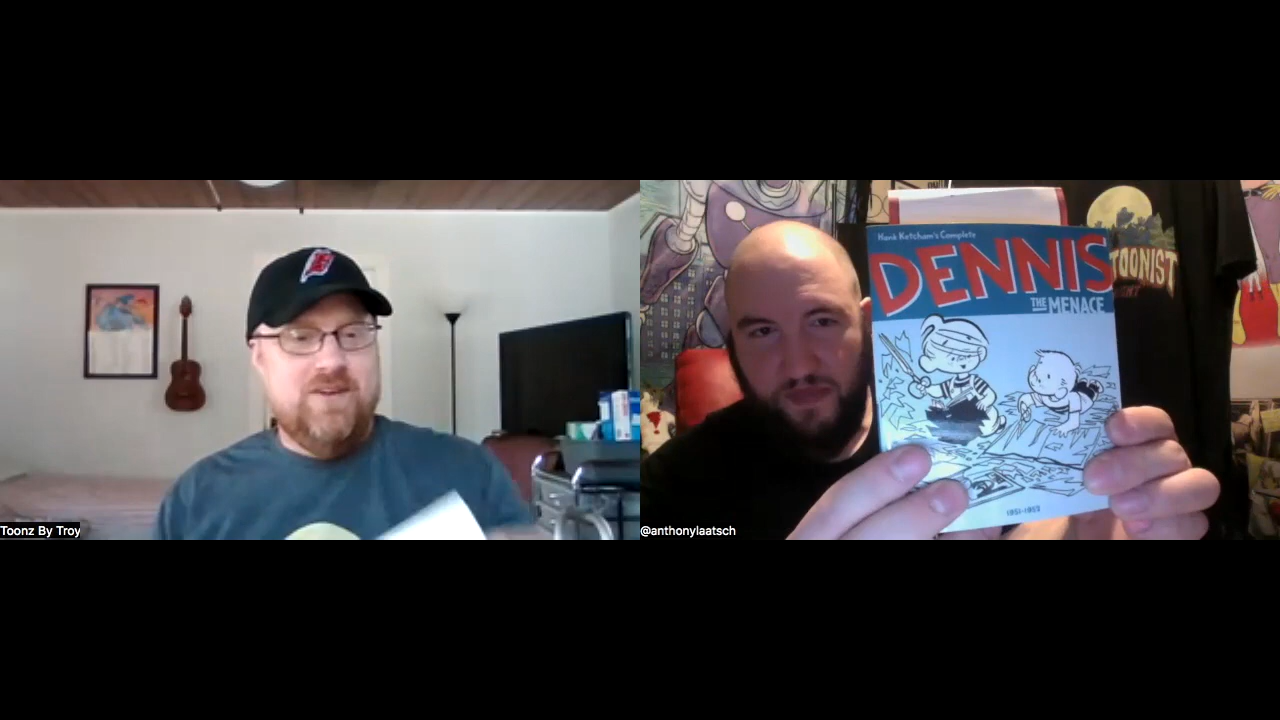 Hank Ketcham's Complete
DENNIS
THE MENACE
1951-1952
TOONIST
Toonz By Troy
@anthonylaatsch